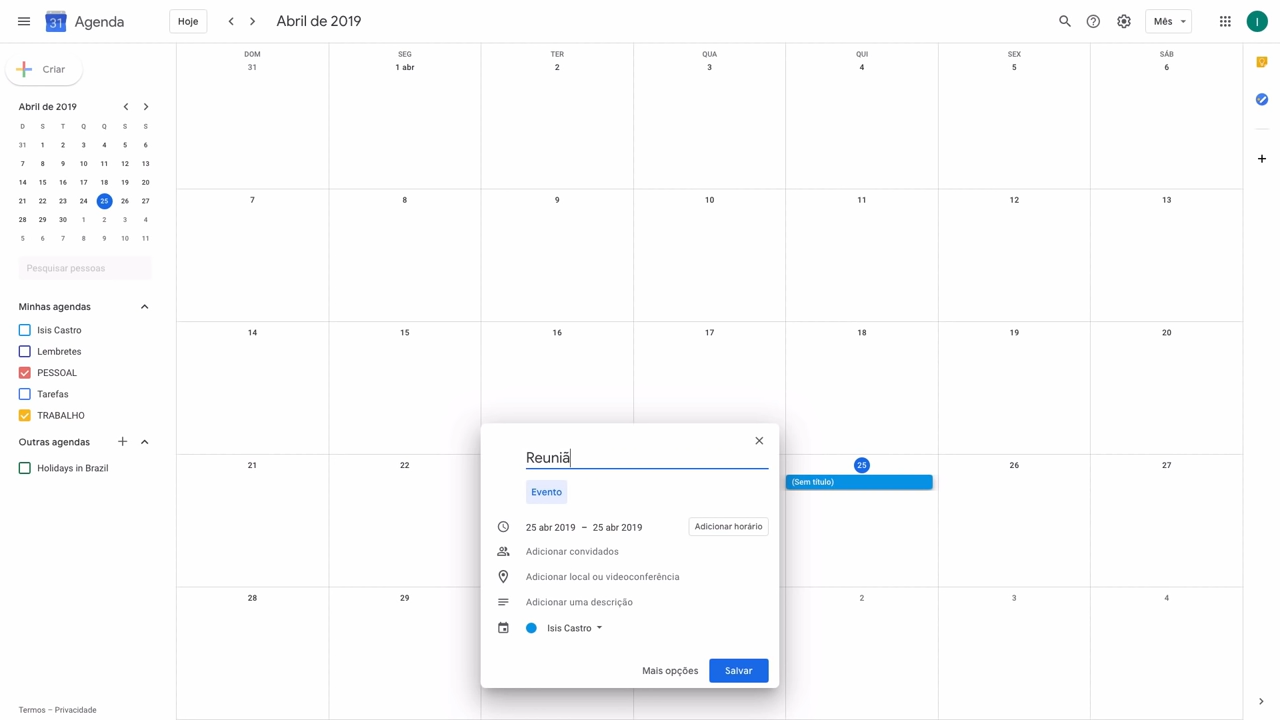 31 Agenda Hoje Abril de 2019 Mês I
Criar
Abril de 2019
D S T Q Q S S
31 1 2 3 4 5 6
7 8 9 10 11 12 13
14 15 16 17 18 19 20
21 22 23 24 25 26 27
28 29 30 1 2 3 4
5 6 7 8 9 10 11
Pesquisar pessoas
Minhas agendas
Isis Castro
Lembretes
PESSOAL
Tarefas
TRABALHO
Outras agendas
Holidays in Brazil
Termos – Privacidade
DOM SEG TER QUA QUI SEX SÁB
31 1 abr 2 3 4 5 6
7 8 9 10 11 12 13
14 15 16 17 18 19 20
21 22 25 26 27
(Sem título)
28 29 2 3 4
Reuniã
Evento
25 abr 2019 – 25 abr 2019 Adicionar horário
Adicionar convidados
Adicionar local ou videoconferência
Adicionar uma descrição
Isis Castro
Mais opções Salvar